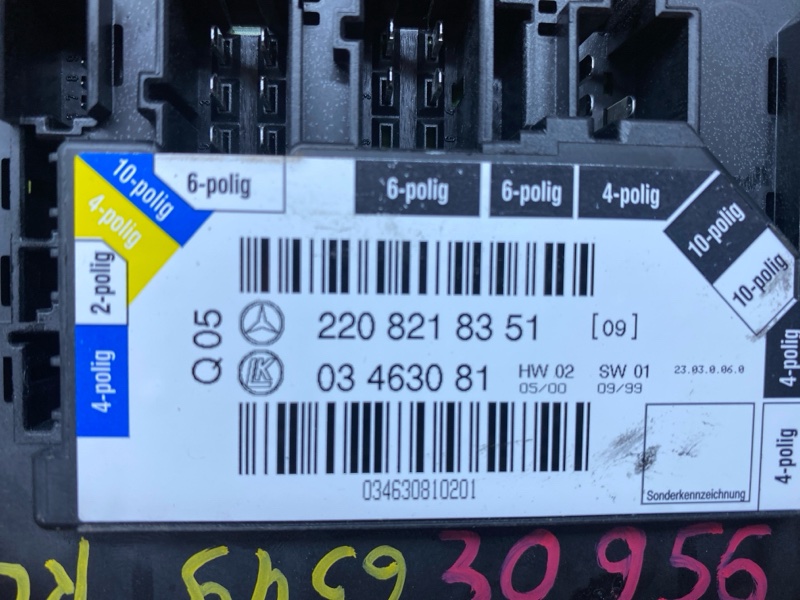 10-polig
6-polig
6-polig
6-polig
4-polig
4-polig
2-polig
4-polig
10-polig
10-polig
4-polig
4-polig
Q 05
220 821 83 51 [09]
LK 03 4630 81 HW 02 SW 01 23.03.0.06.0
05/00 09/99
034630810201
Sonderkennzeichnung
30956